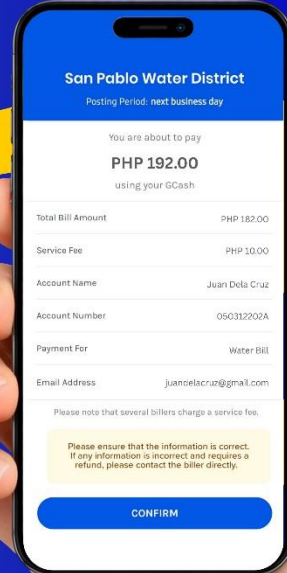 San Pablo Water District
Posting Period: next business day
You are about to pay
PHP 192.00
using your GCash
Total Bill Amount PHP 182.00
Service Fee PHP 10.00
Account Name Juan Dela Cruz
Account Number 050312202A
Payment For Water Bill
Email Address juandelacruz@gmail.com
Please note that several billers charge a service fee.
Please ensure that the information is correct.
If any information is incorrect and requires a
refund, please contact the biller directly.
CONFIRM